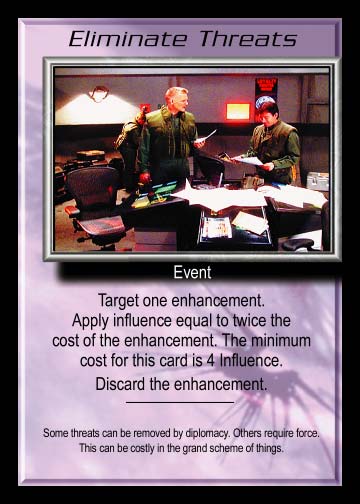 Eliminate Threats
Event
Target one enhancement.
Apply influence equal to twice the
cost of the enhancement. The minimum
cost for this card is 4 Influence.
Discard the enhancement.
Some threats can be removed by diplomacy. Others require force.
This can be costly in the grand scheme of things.